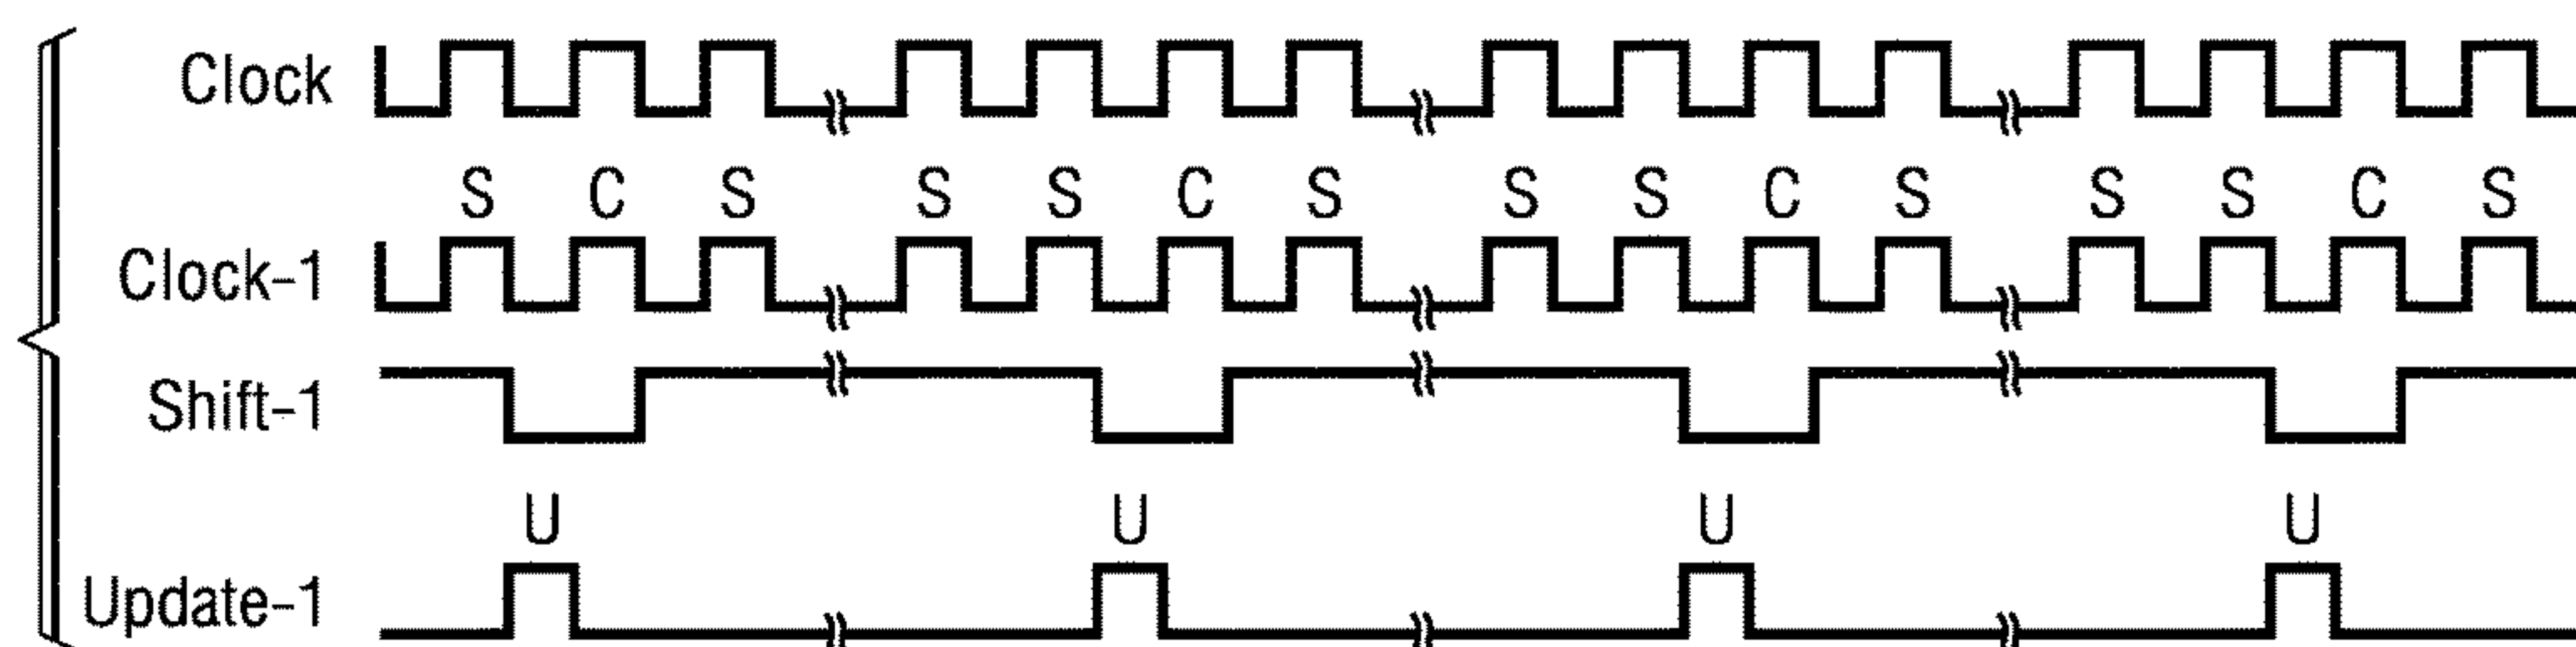 Clock
S C S S S C S S S C S S S C S
Clock-1
Shift-1
U U U U
Update-1